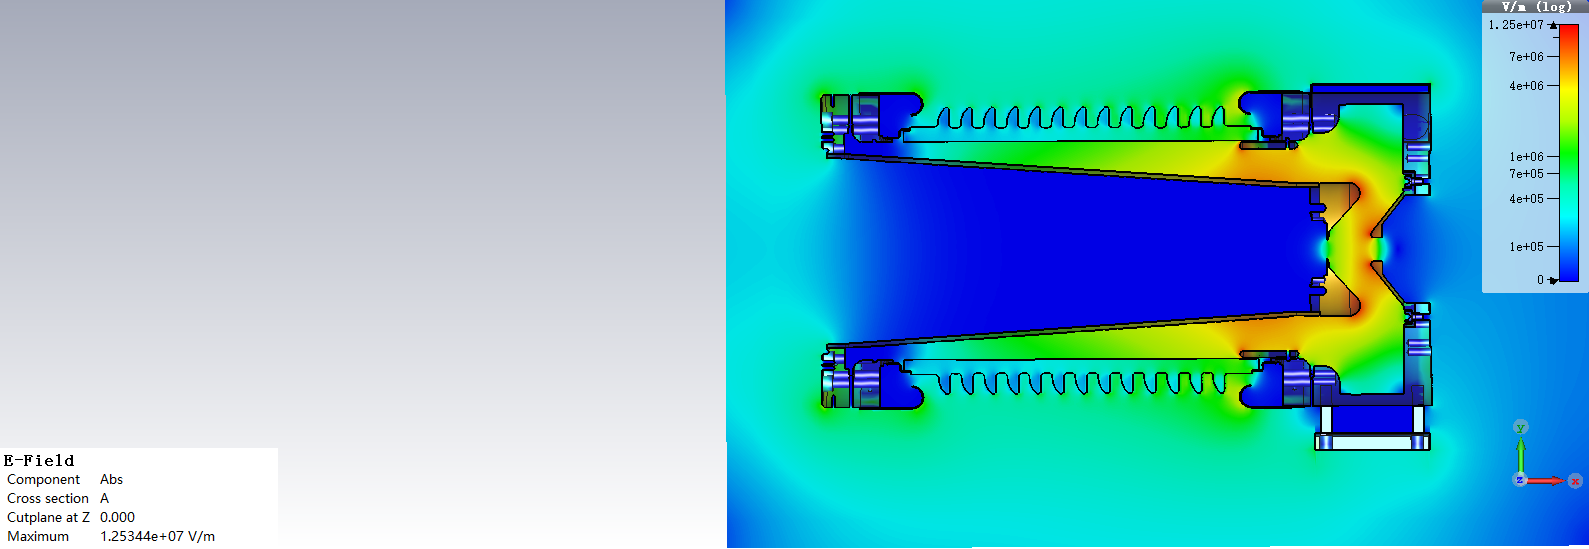 V/m (log)
1.25e+07
7e+06
4e+06
1e+06
7e+05
4e+05
1e+05
0
y
z
x
E-Field
Component Abs
Cross section A
Cutplane at Z 0.000
Maximum 1.25344e+07 V/m